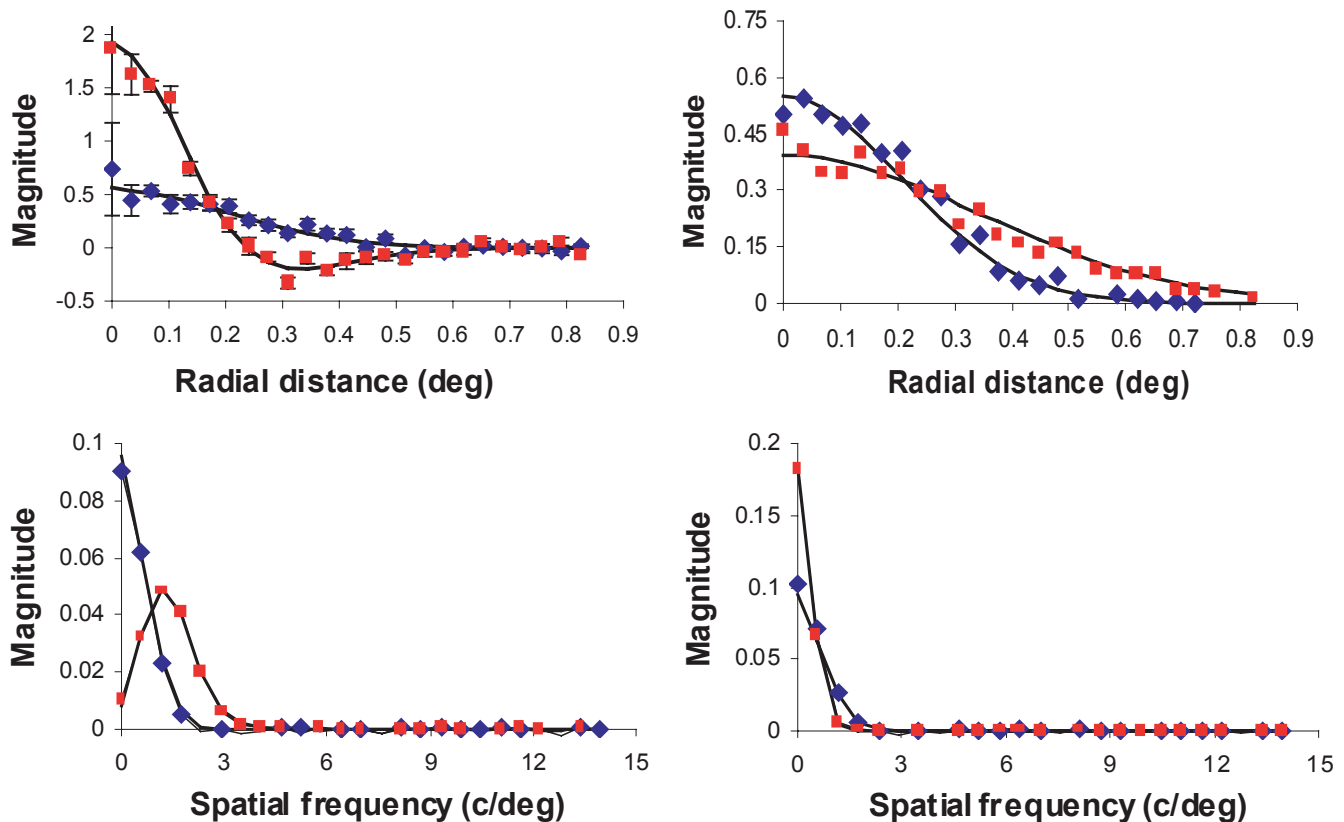 2
1.5
1
0.5
0
-0.5
Magnitude
0 0.1 0.2 0.3 0.4 0.5 0.6 0.7 0.8 0.9
Radial distance (deg)
0.75
0.6
0.45
0.3
0.15
0
Magnitude
0 0.1 0.2 0.3 0.4 0.5 0.6 0.7 0.8 0.9
Radial distance (deg)
0.1
0.08
0.06
0.04
0.02
0
Magnitude
0 3 6 9 12 15
Spatial frequency (c/deg)
0.2
0.15
0.1
0.05
0
Magnitude
0 3 6 9 12 15
Spatial frequency (c/deg)